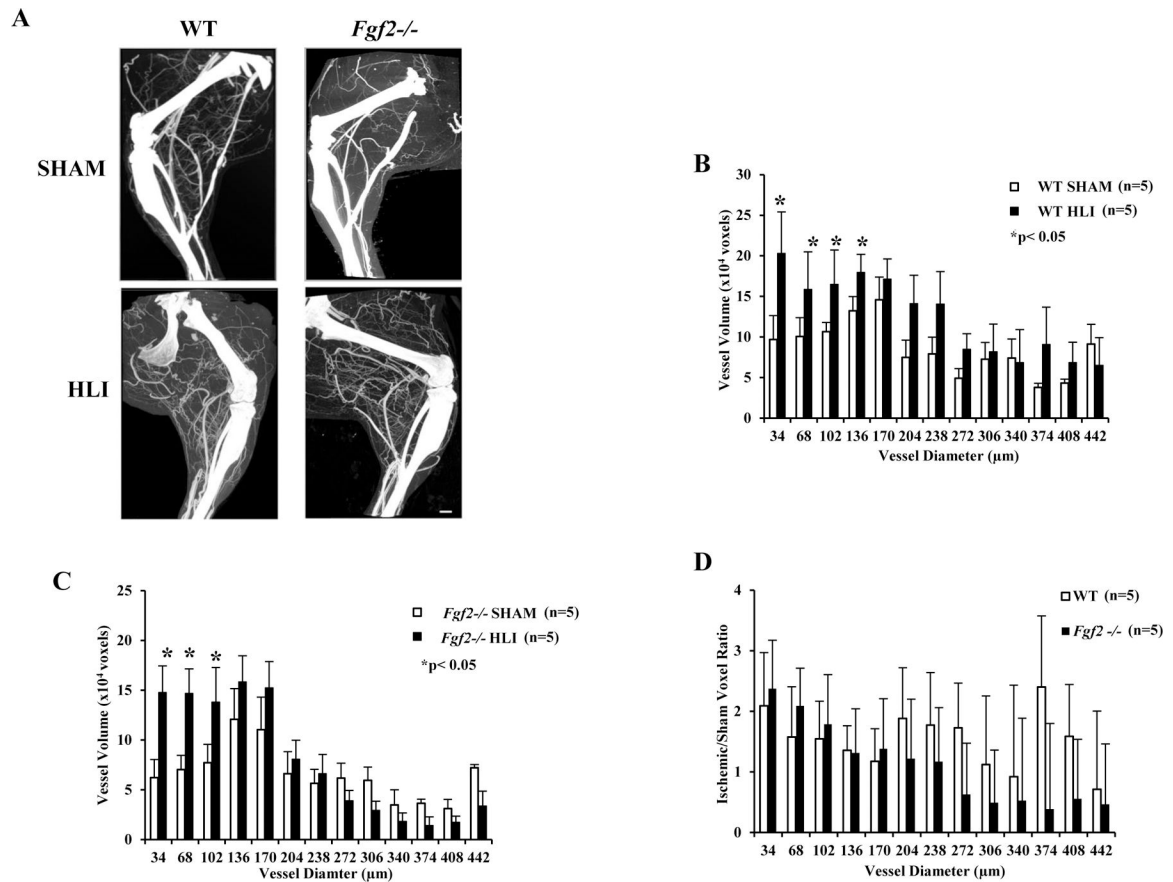 A
WT
Fgf2-/-
SHAM
HLI
B
Vessel Volume (x10⁴ voxels)
30
25
20
15
10
5
0
* * * *
WT SHAM (n=5)
WT HLI (n=5)
*p< 0.05
34 68 102 136 170 204 238 272 306 340 374 408 442
Vessel Diameter (µm)
C
Vessel Volume (x10⁴ voxels)
25
20
15
10
5
0
* * *
Fgf2-/- SHAM (n=5)
Fgf2-/- HLI (n=5)
*p< 0.05
34 68 102 136 170 204 238 272 306 340 374 408 442
Vessel Diamter (µm)
D
Ischemic/Sham Voxel Ratio
4
3
2
1
0
WT (n=5)
Fgf2 -/- (n=5)
34 68 102 136 170 204 238 272 306 340 374 408 442
Vessel Diameter (µm)